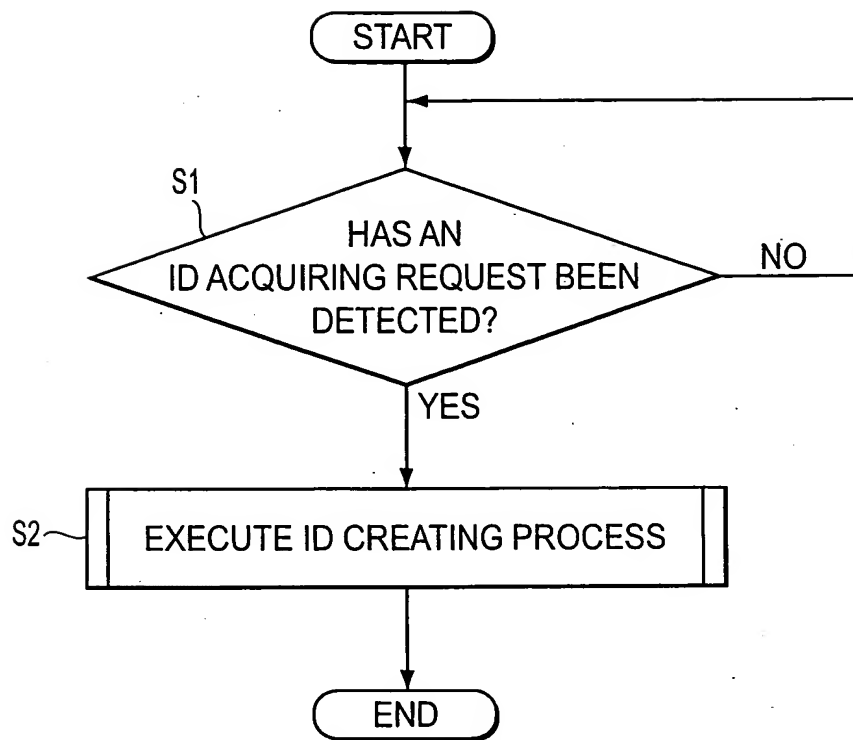 START
S1
HAS AN
ID ACQUIRING REQUEST BEEN
DETECTED?
NO
YES
S2
EXECUTE ID CREATING PROCESS
END